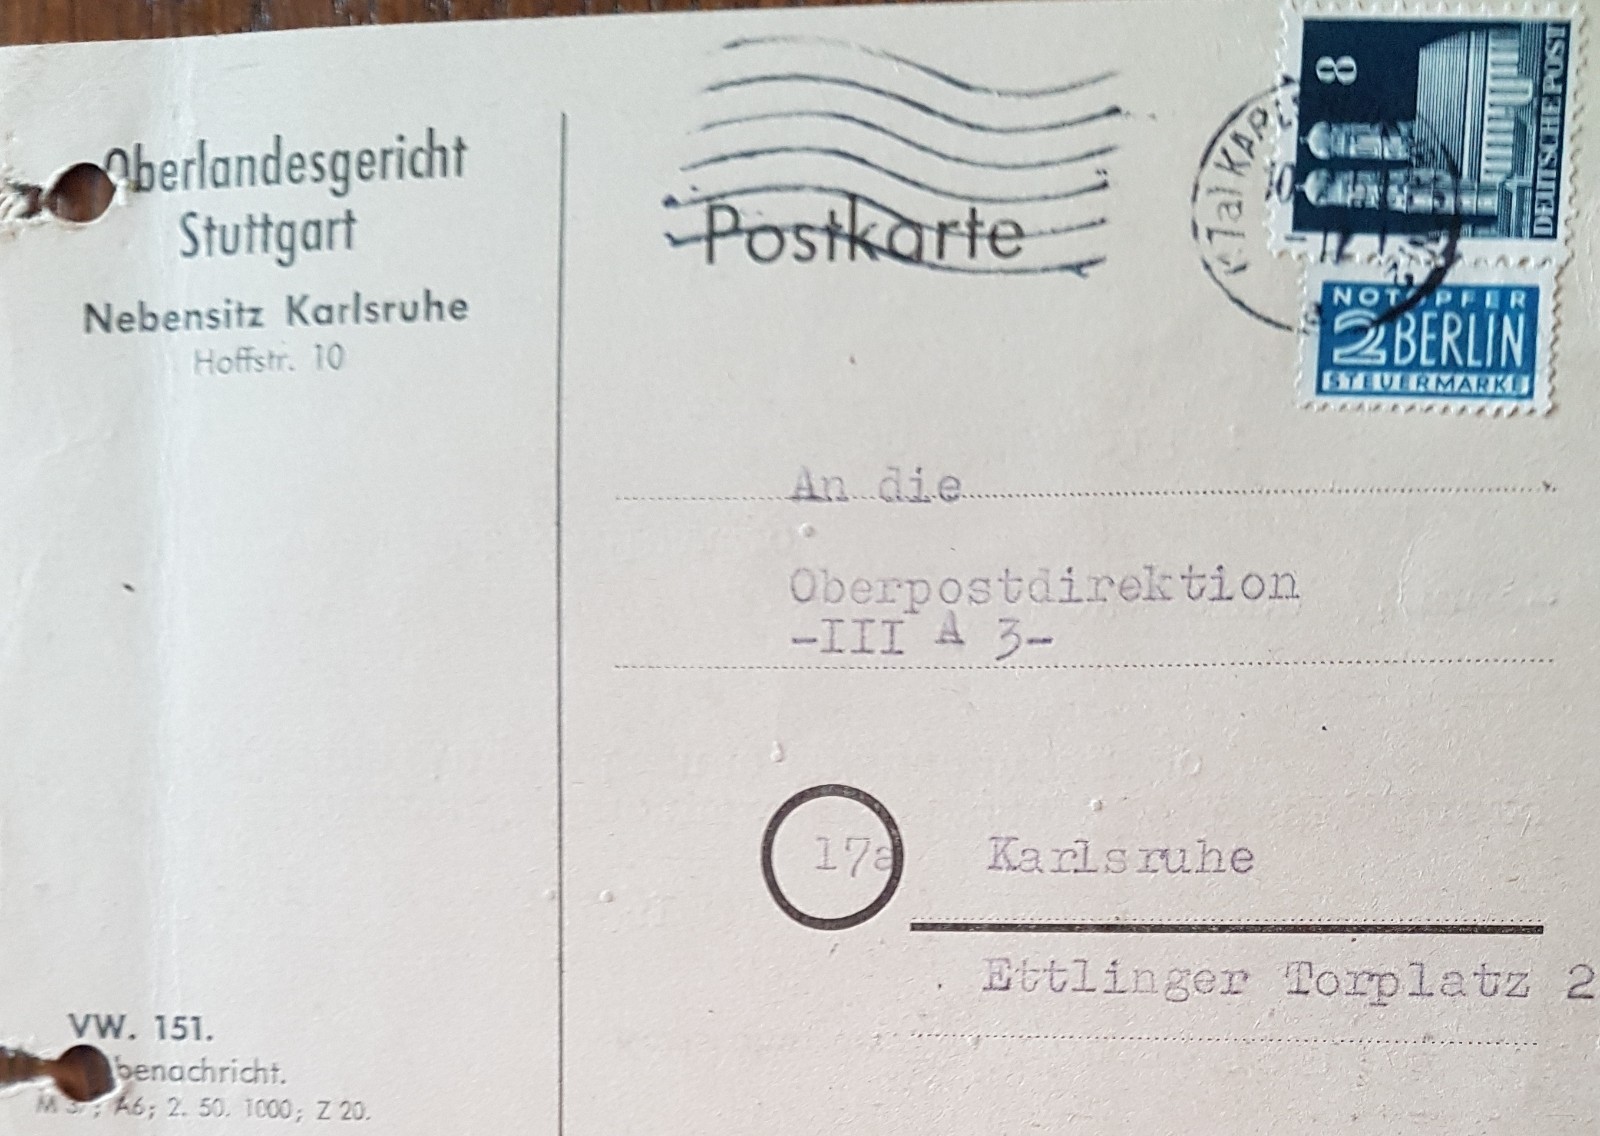 Oberlandesgericht
Stuttgart
Nebensitz Karlsruhe
Hoffstr. 10
Postkarte
8
DEUTSCHE POST
NOTOPFER
2 BERLIN
STEUERMARKE
An die
Oberpostdirektion
-III A 3-
17a Karlsruhe
Ettlinger Torplatz 2
VW. 151.
benachricht.
A6; 2. 50. 1000; Z 20.